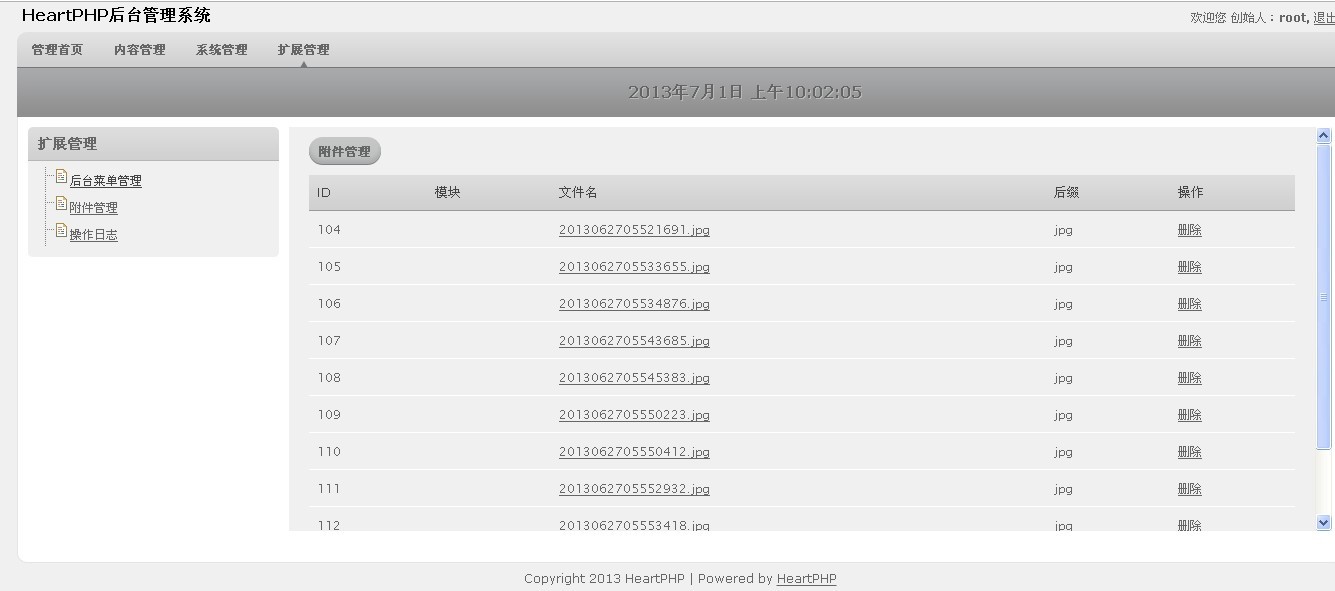 HeartPHP后台管理系统
欢迎您 创始人：root, 退出
管理首页 内容管理 系统管理 扩展管理
2013年7月1日 上午10:02:05
扩展管理
后台菜单管理
附件管理
操作日志
附件管理
ID 模块 文件名 后缀 操作
104 2013062705521691.jpg jpg 删除
105 2013062705533655.jpg jpg 删除
106 2013062705534876.jpg jpg 删除
107 2013062705543685.jpg jpg 删除
108 2013062705545383.jpg jpg 删除
109 2013062705550223.jpg jpg 删除
110 2013062705550412.jpg jpg 删除
111 2013062705552932.jpg jpg 删除
112 2013062705553418.jpg jpg 删除
Copyright 2013 HeartPHP | Powered by HeartPHP